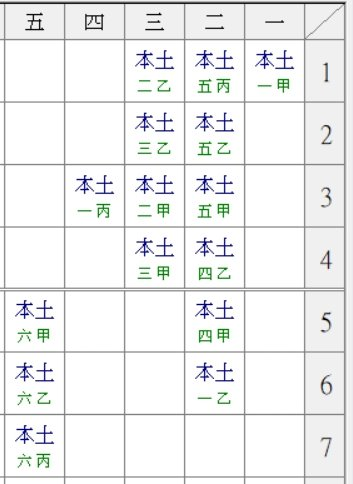 五 四 三 二 一
本土 本土 本土 1
二乙 五丙 一甲
本土 本土 2
三乙 五乙
本土 本土 本土 3
一丙 二甲 五甲
本土 本土 4
三甲 四乙
本土 本土 5
六甲 四甲
本土 本土 6
六乙 一乙
本土 7
六丙